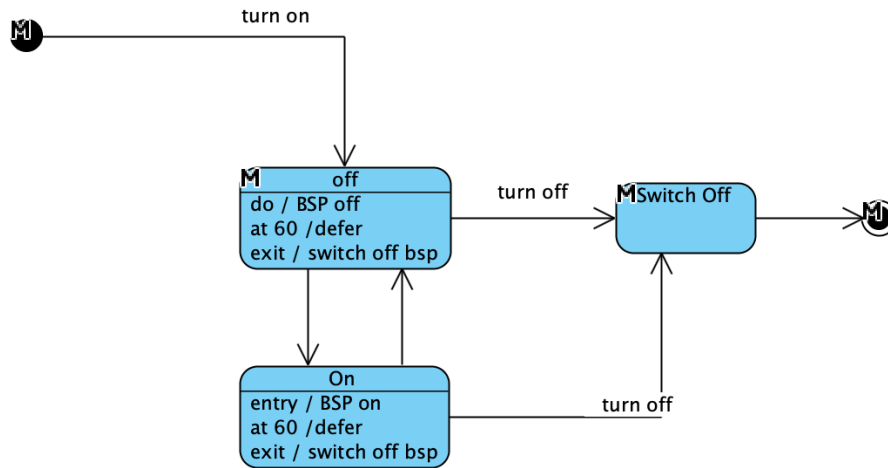 turn on
M
M
off
do / BSP off
at 60 /defer
exit / switch off bsp
turn off
M
Switch Off
M
On
entry / BSP on
at 60 /defer
exit / switch off bsp
turn off